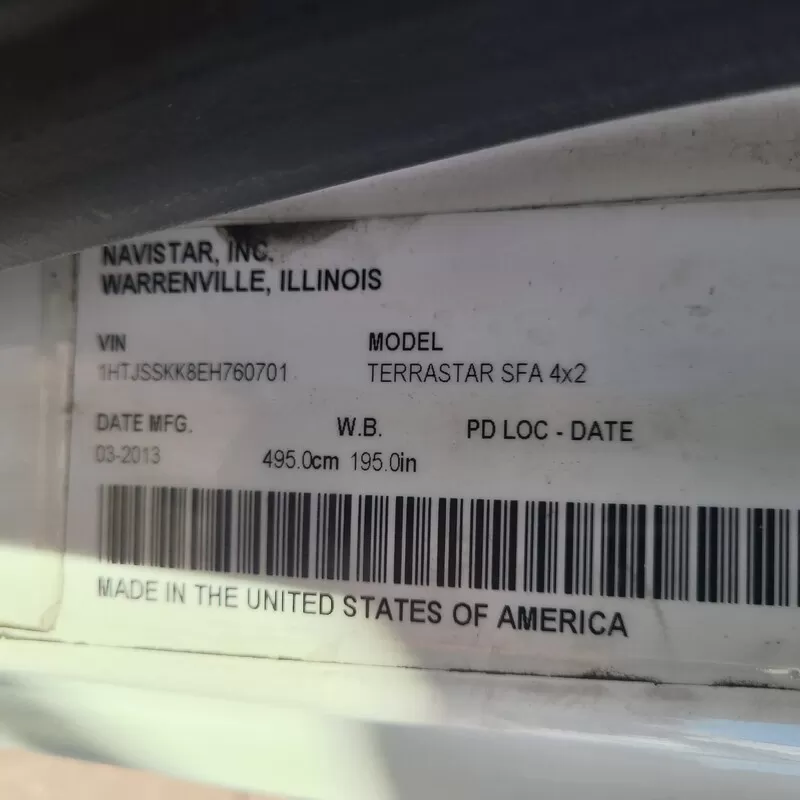 NAVISTAR, INC.
WARRENVILLE, ILLINOIS
VIN MODEL
1HTJSSKK8EH760701 TERRASTAR SFA 4x2
DATE MFG. W.B. PD LOC - DATE
03-2013 495.0cm 195.0in
MADE IN THE UNITED STATES OF AMERICA